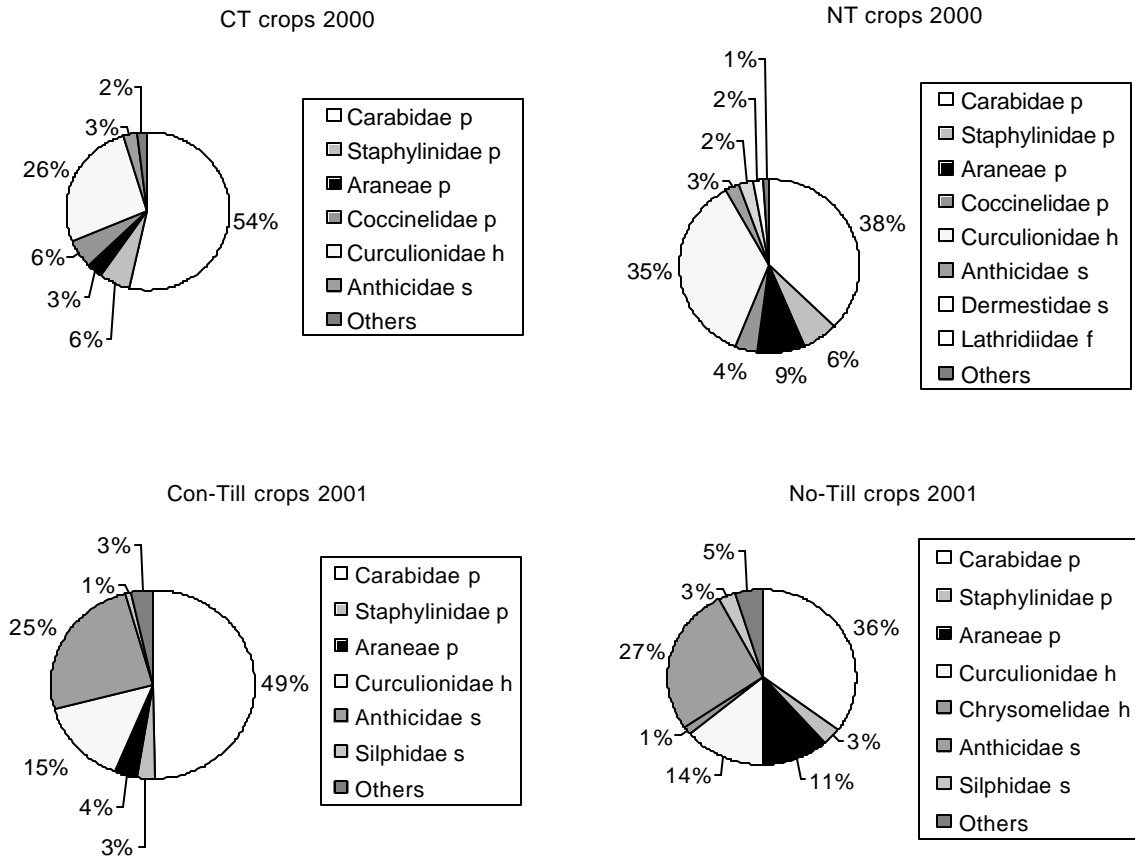 CT crops 2000
2%
3%
26%
54%
6%
3%
6%
Carabidae p
Staphylinidae p
Araneae p
Coccinelidae p
Curculionidae h
Anthicidae s
Others
NT crops 2000
1%
2%
2%
3%
38%
35%
6%
4%
9%
Carabidae p
Staphylinidae p
Araneae p
Coccinelidae p
Curculionidae h
Anthicidae s
Dermestidae s
Lathridiidae f
Others
Con-Till crops 2001
3%
1%
25%
49%
15%
4%
3%
Carabidae p
Staphylinidae p
Araneae p
Curculionidae h
Anthicidae s
Silphidae s
Others
No-Till crops 2001
5%
3%
36%
27%
1%
3%
14%
11%
Carabidae p
Staphylinidae p
Araneae p
Curculionidae h
Chrysomelidae h
Anthicidae s
Silphidae s
Others